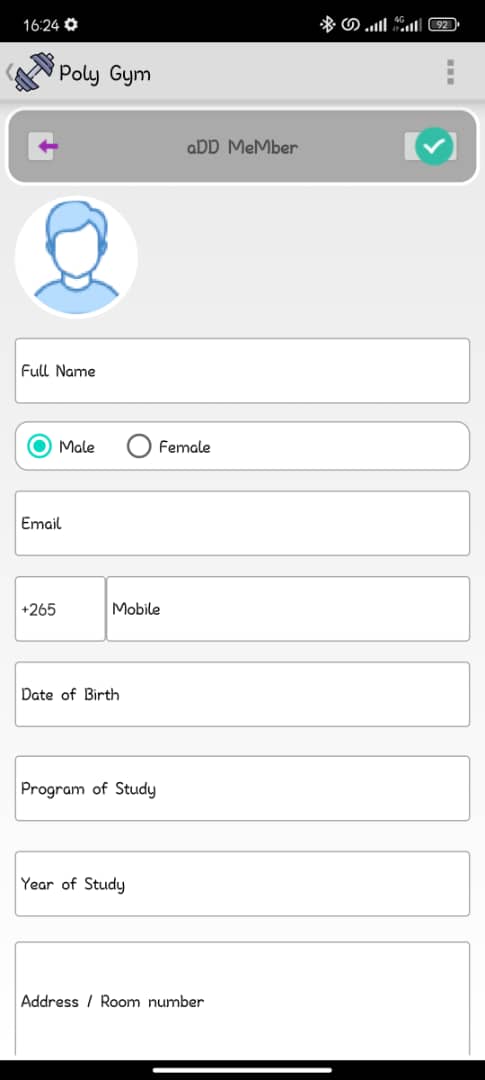 16:24
4G
92
Poly Gym
aDD MeMber
Full Name
Male Female
Email
+265 Mobile
Date of Birth
Program of Study
Year of Study
Address / Room number